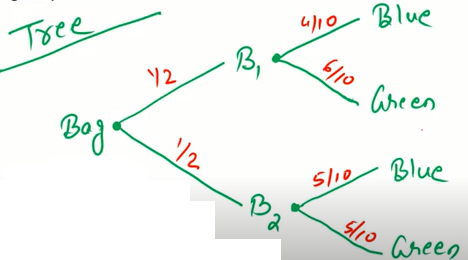 Tree
4/10 Blue
1/2 B₁
6/10 Green
Bag
1/2
5/10 Blue
B₂
5/10 Green